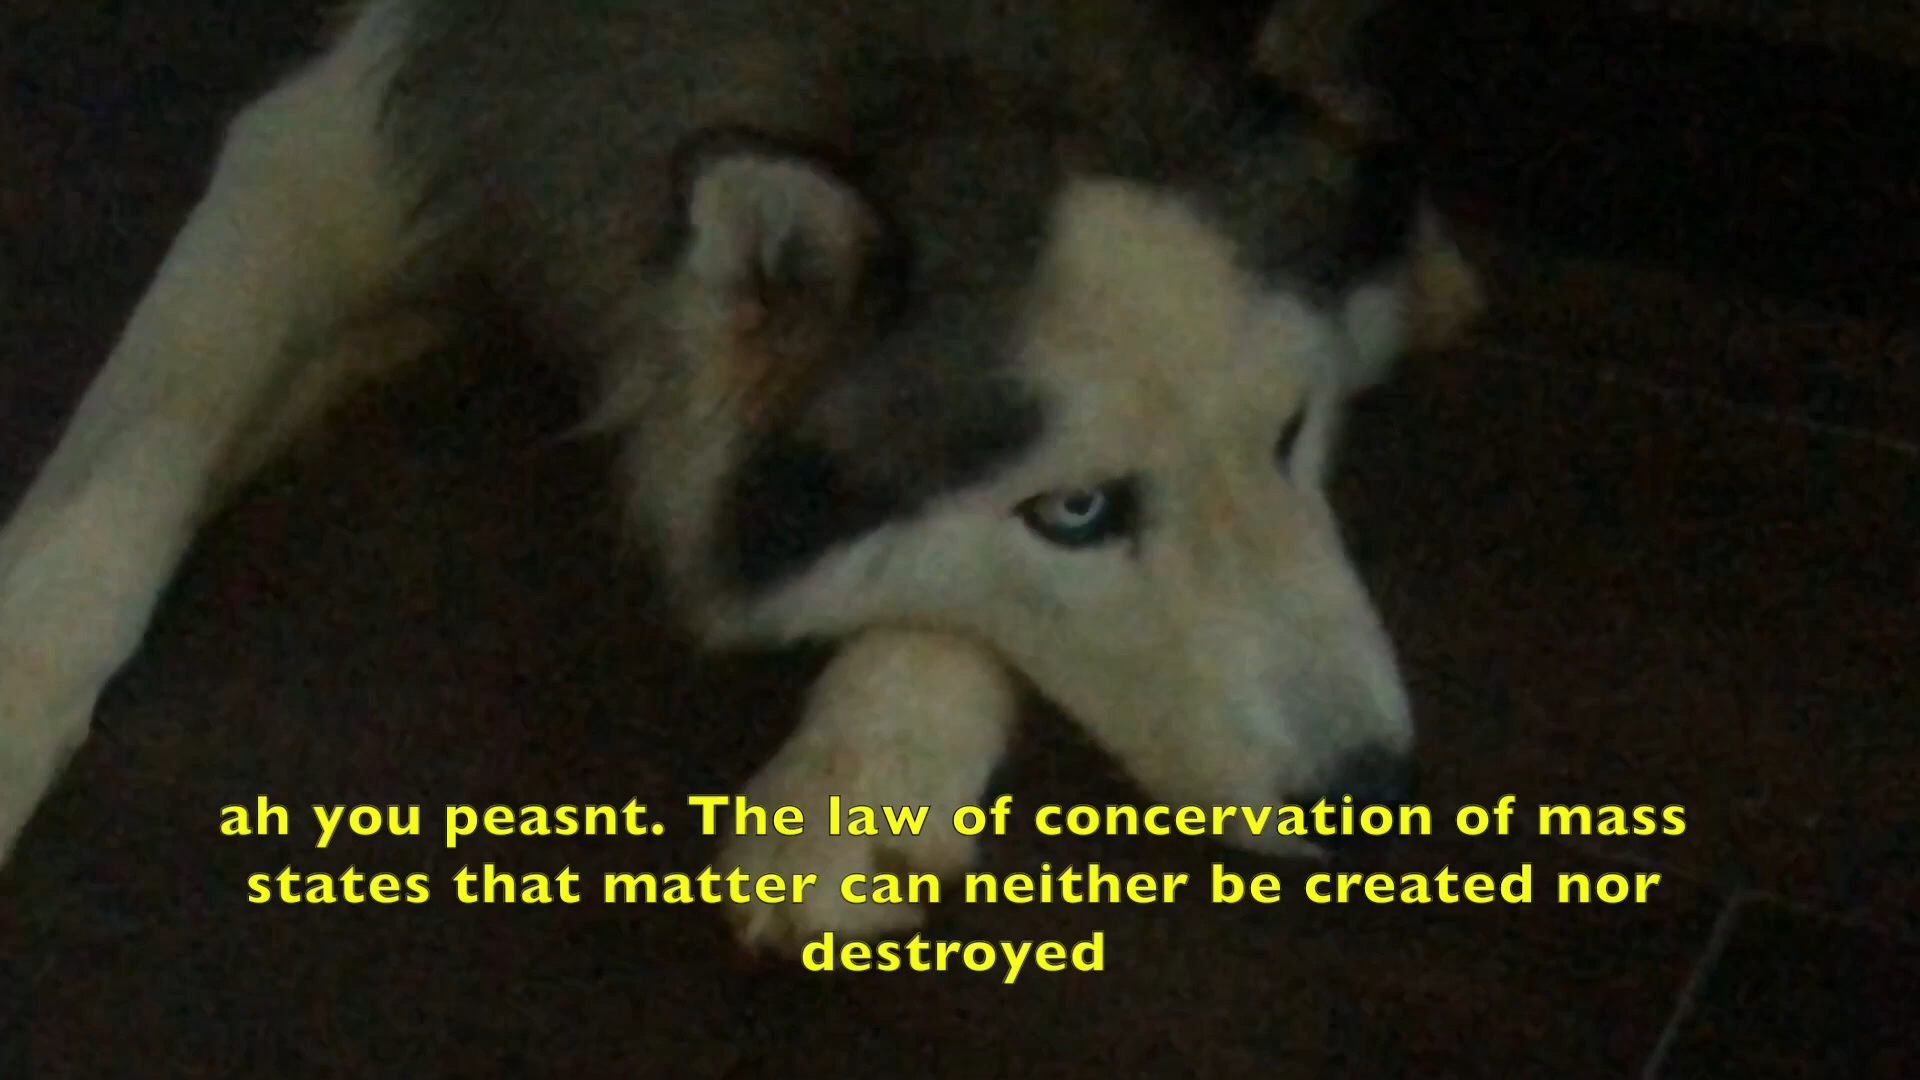 ah you peasnt. The law of concervation of mass
states that matter can neither be created nor
destroyed